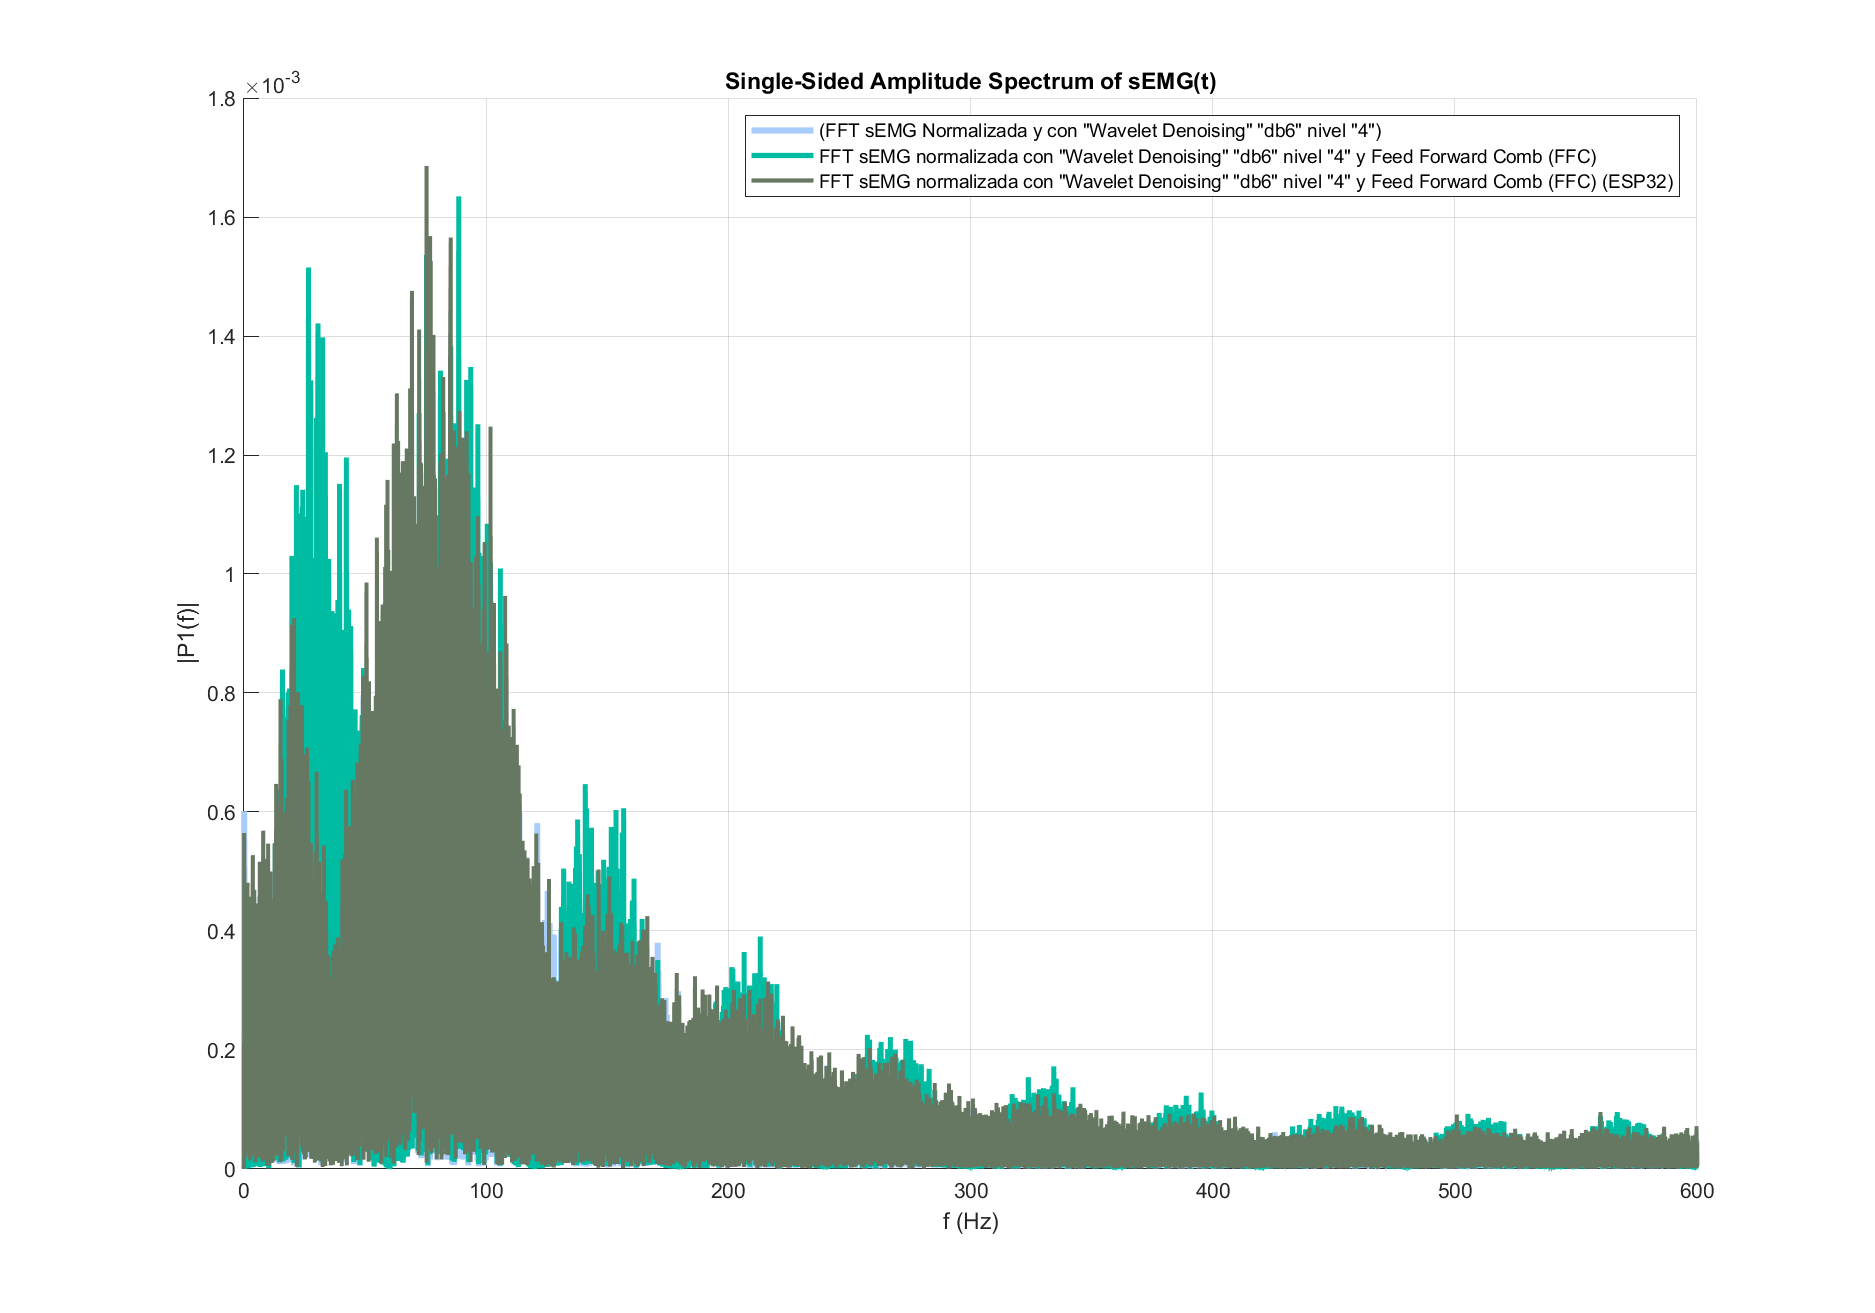 Single-Sided Amplitude Spectrum of sEMG(t)
×10-3
(FFT sEMG Normalizada y con "Wavelet Denoising" "db6" nivel "4")
FFT sEMG normalizada con "Wavelet Denoising" "db6" nivel "4" y Feed Forward Comb (FFC)
FFT sEMG normalizada con "Wavelet Denoising" "db6" nivel "4" y Feed Forward Comb (FFC) (ESP32)
1.8
1.6
1.4
1.2
1
0.8
0.6
0.4
0.2
0
|P1(f)|
0 100 200 300 400 500 600
f (Hz)